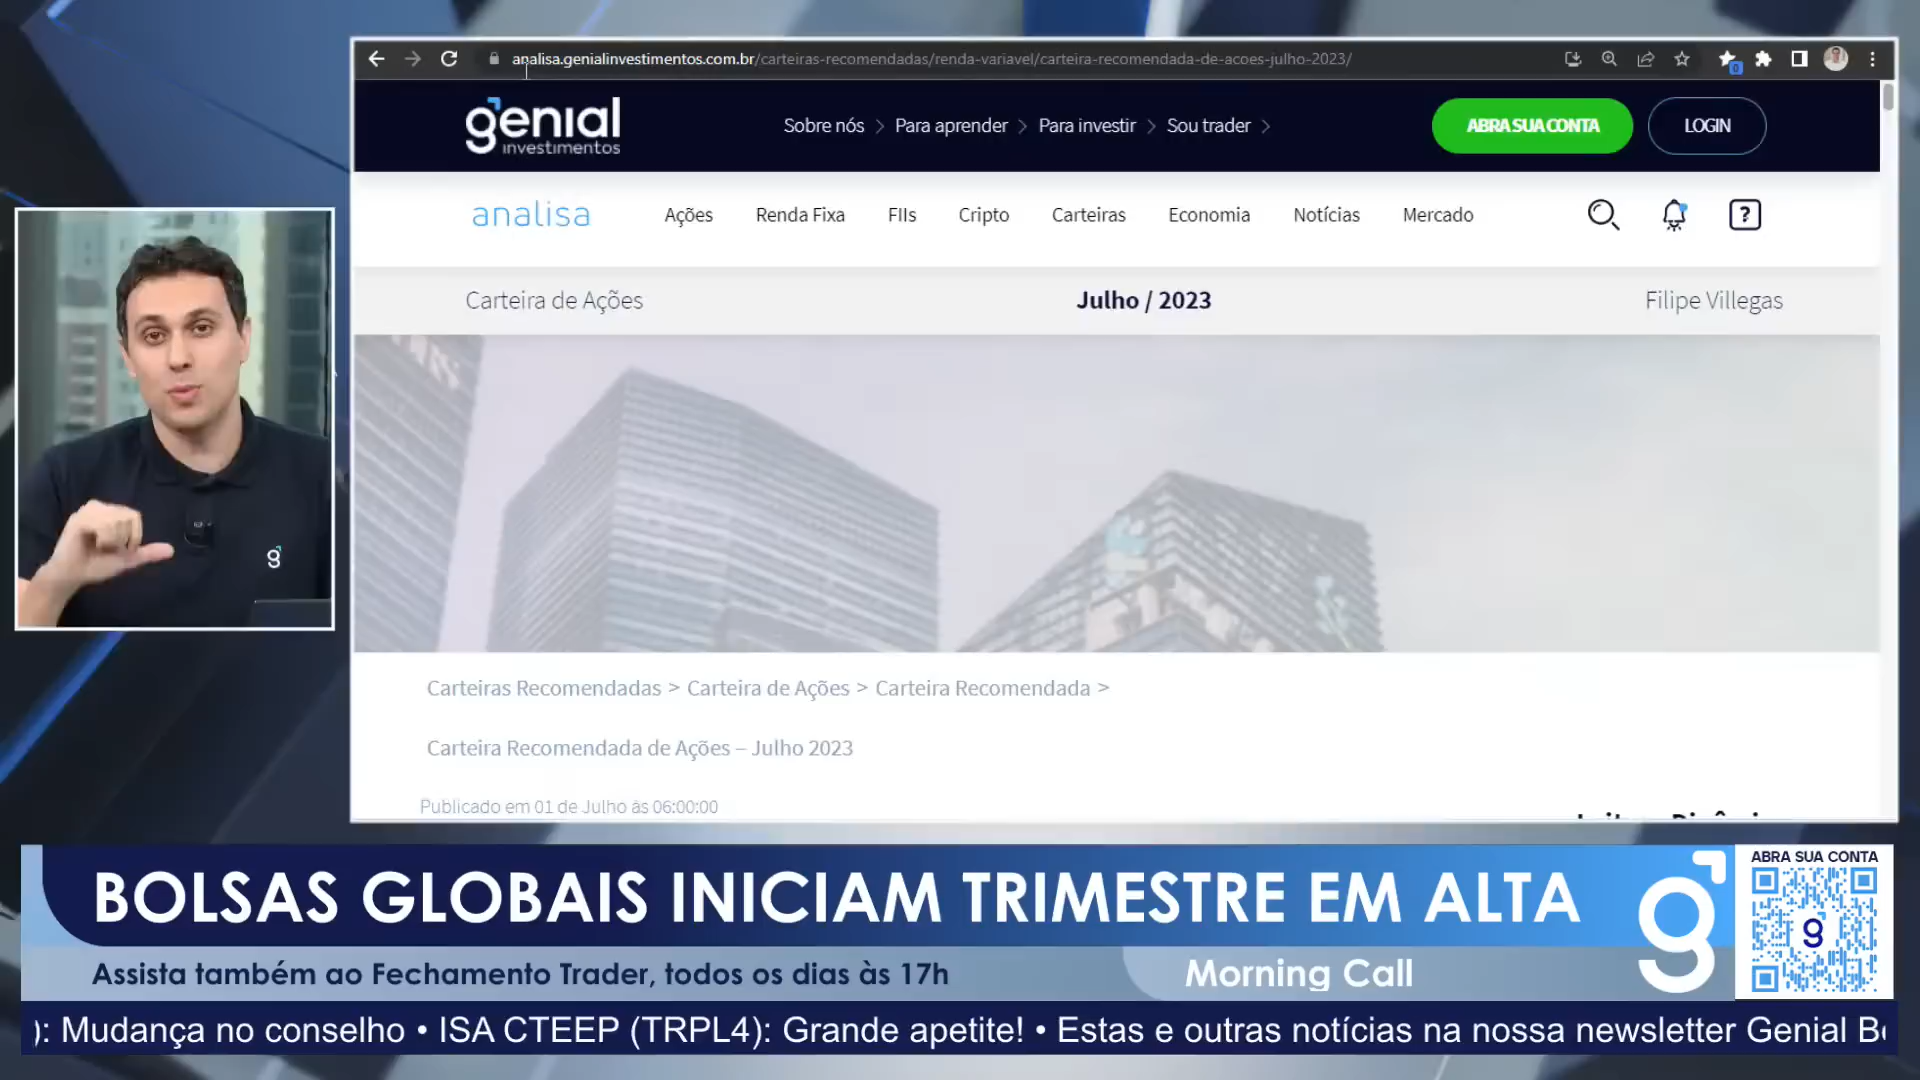 analisa.genialinvestimentos.com.br/carteiras-recomendadas/renda-variavel/carteira-recomendada-de-acoes-julho-2023/
genial
investimentos
Sobre nós > Para aprender > Para investir > Sou trader >
ABRA SUA CONTA
LOGIN
analisa
Ações Renda Fixa FIIs Cripto Carteiras Economia Notícias Mercado
Carteira de Ações
Julho / 2023
Filipe Villegas
Carteiras Recomendadas > Carteira de Ações > Carteira Recomendada >
Carteira Recomendada de Ações – Julho 2023
Publicado em 01 de Julho às 06:00:00
g
BOLSAS GLOBAIS INICIAM TRIMESTRE EM ALTA
g
ABRA SUA CONTA
g
Assista também ao Fechamento Trader, todos os dias às 17h
Morning Call
): Mudança no conselho • ISA CTEEP (TRPL4): Grande apetite! • Estas e outras notícias na nossa newsletter Genial